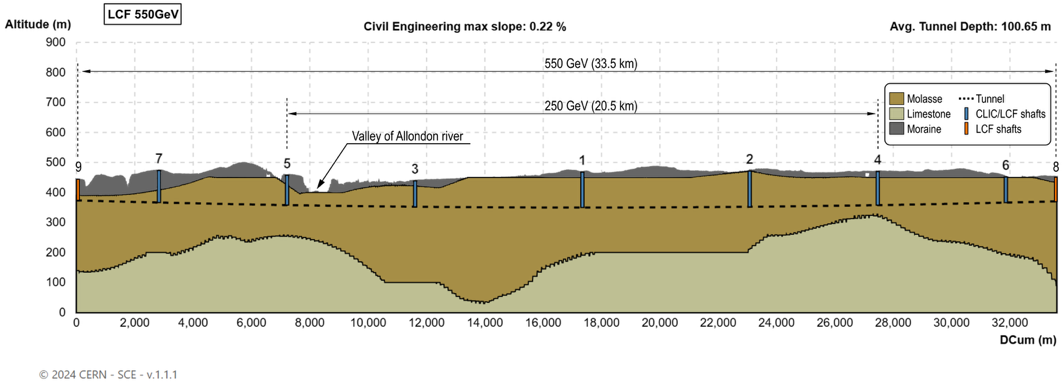 LCF 550GeV
Altitude (m)
Civil Engineering max slope: 0.22 %
Avg. Tunnel Depth: 100.65 m
900
800
700
600
500
400
300
200
100
0
550 GeV (33.5 km)
250 GeV (20.5 km)
Valley of Allondon river
Molasse
Limestone
Moraine
Tunnel
CLIC/LCF shafts
LCF shafts
9
7
5
3
1
2
4
6
8
0
2,000
4,000
6,000
8,000
10,000
12,000
14,000
16,000
18,000
20,000
22,000
24,000
26,000
28,000
30,000
32,000
DCum (m)
© 2024 CERN - SCE - v.1.1.1